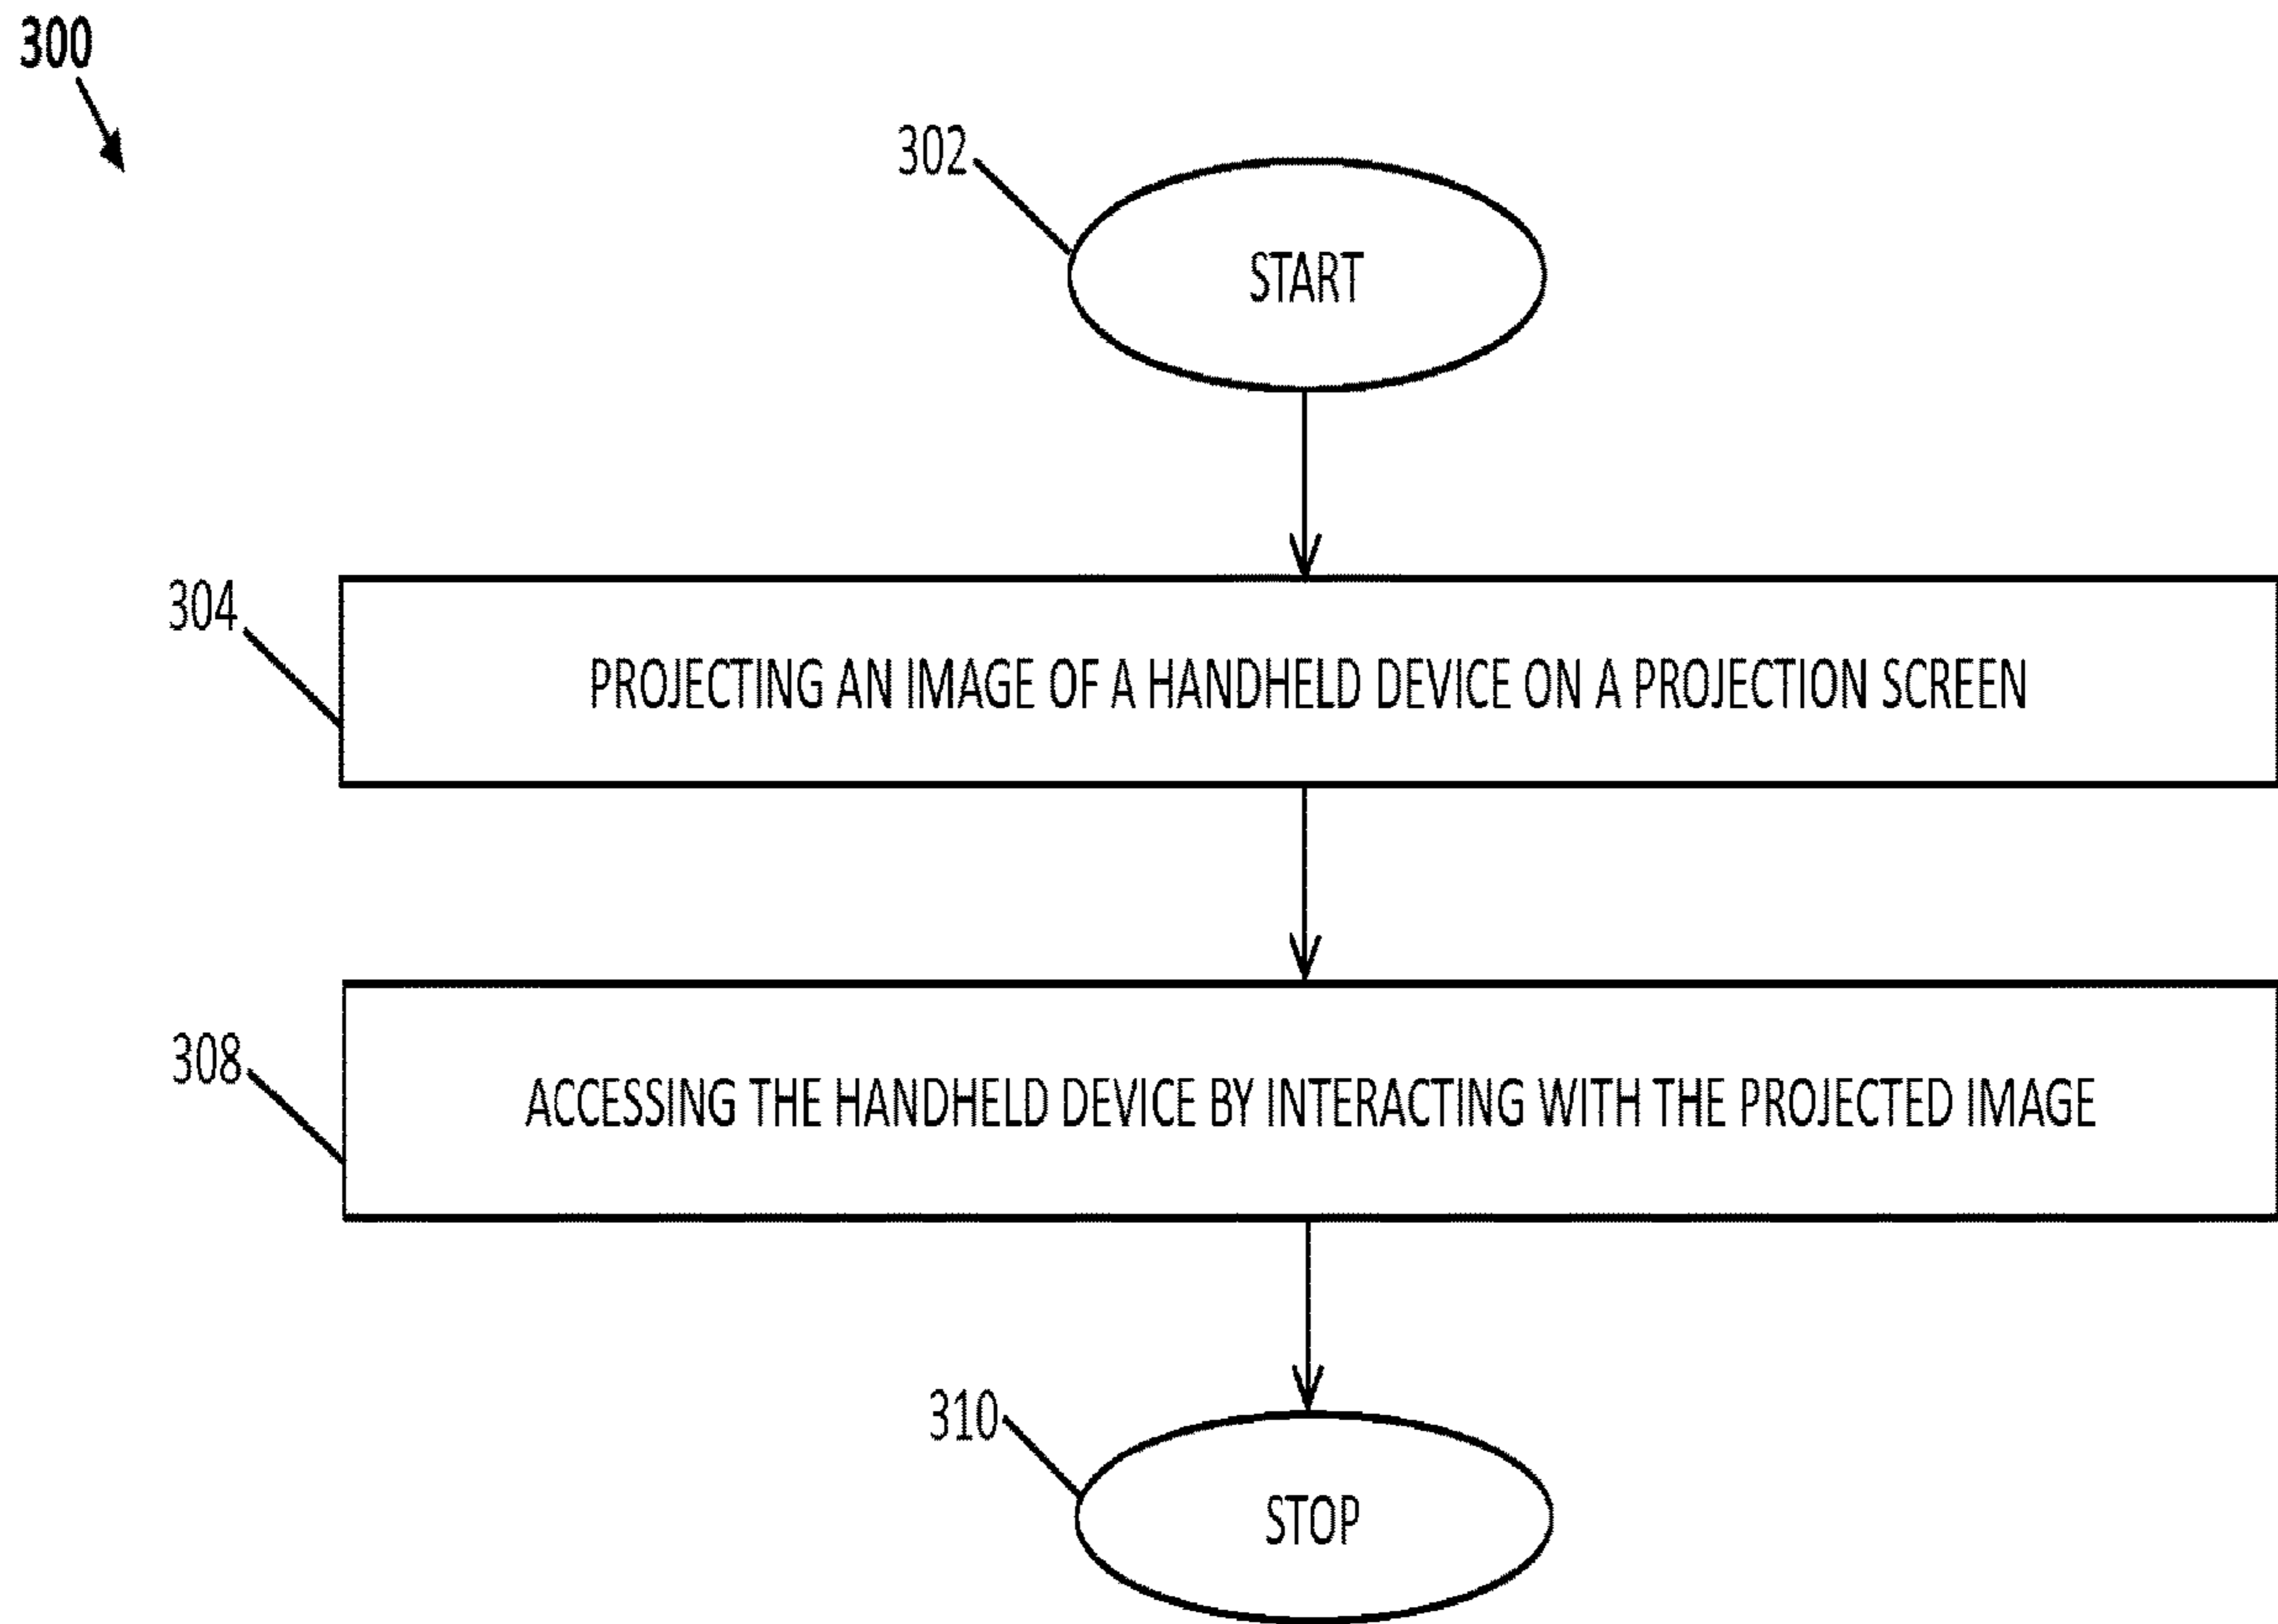 300
302
START
304
PROJECTING AN IMAGE OF A HANDHELD DEVICE ON A PROJECTION SCREEN
308
ACCESSING THE HANDHELD DEVICE BY INTERACTING WITH THE PROJECTED IMAGE
310
STOP